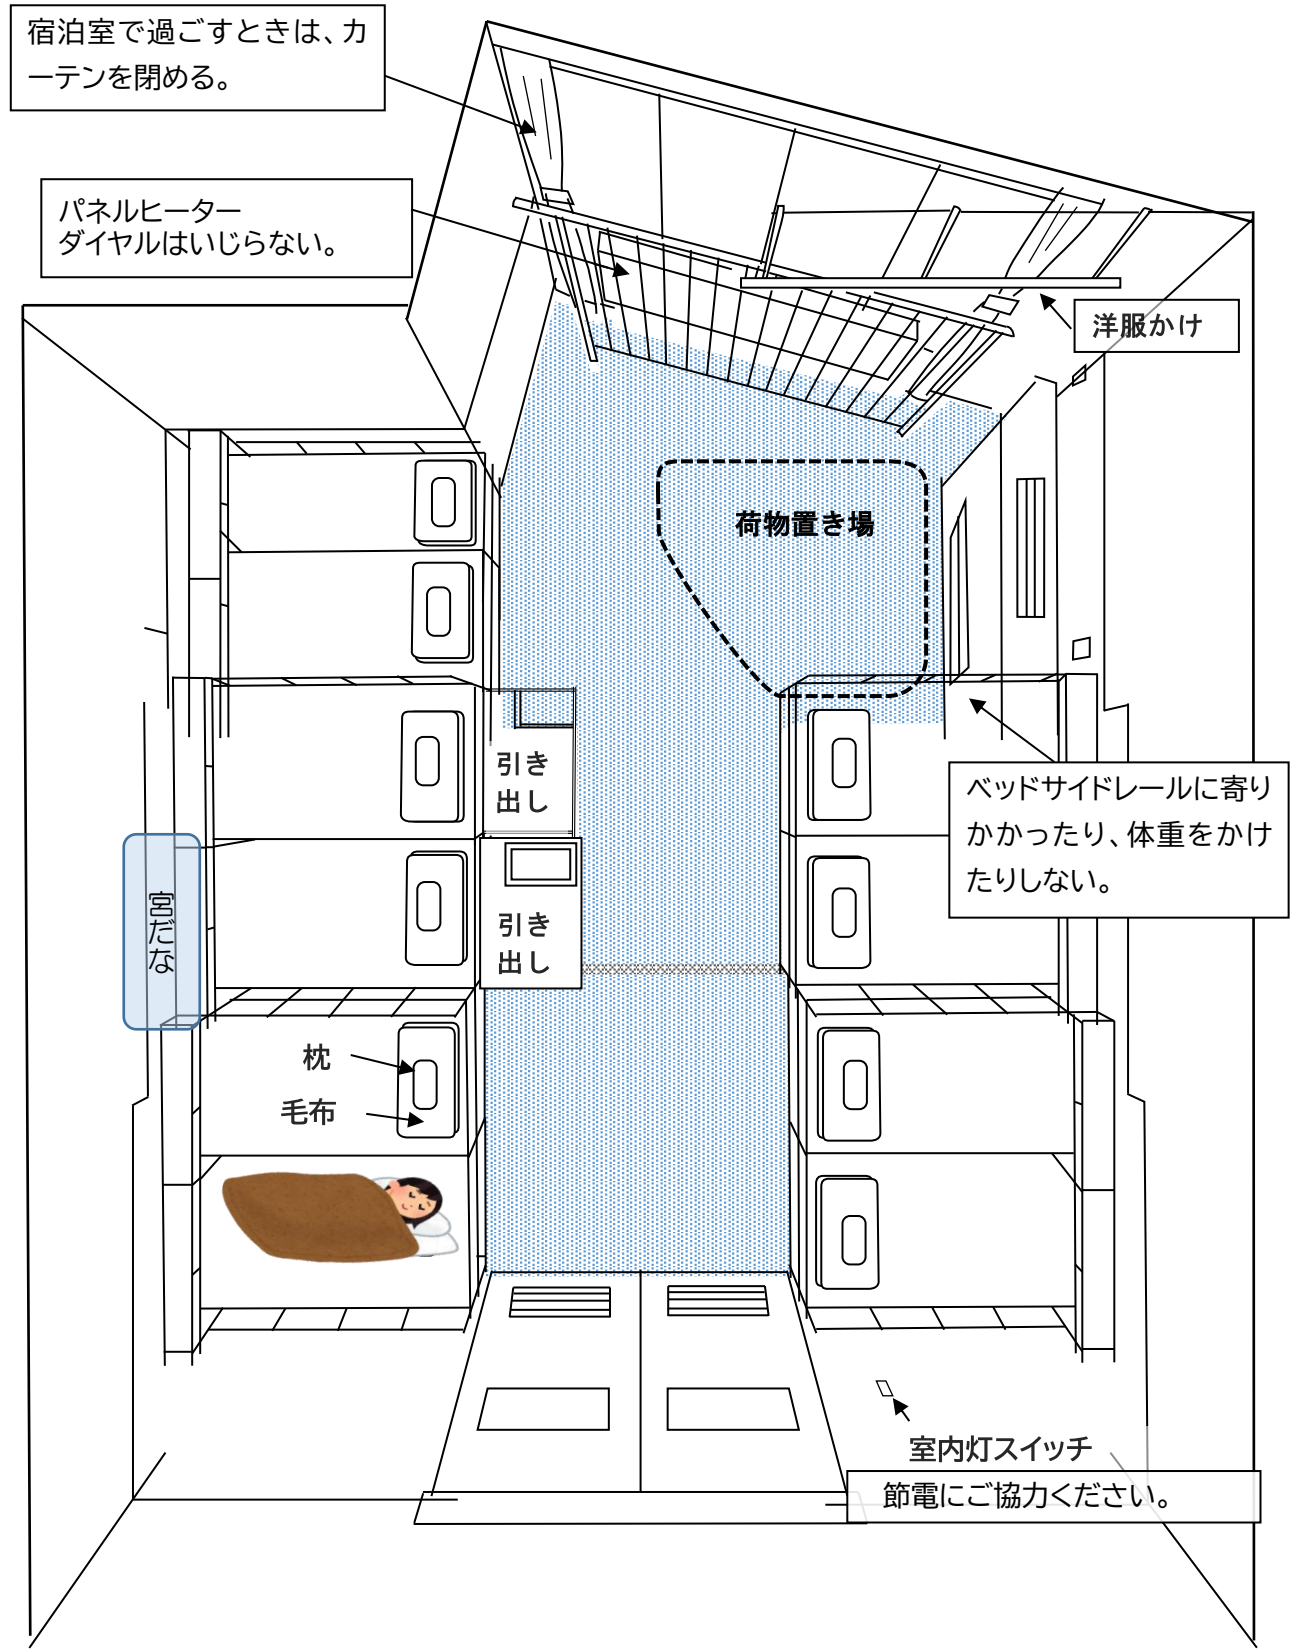 宿泊室で過ごすときは、カ
ーテンを閉める。
パネルヒーター
ダイヤルはいじらない。
洋服かけ
荷物置き場
引き
出し
ベッドサイドレールに寄り
かかったり、体重をかけ
たりしない。
宮だな
引き
出し
枕
毛布
室内灯スイッチ
節電にご協力ください。